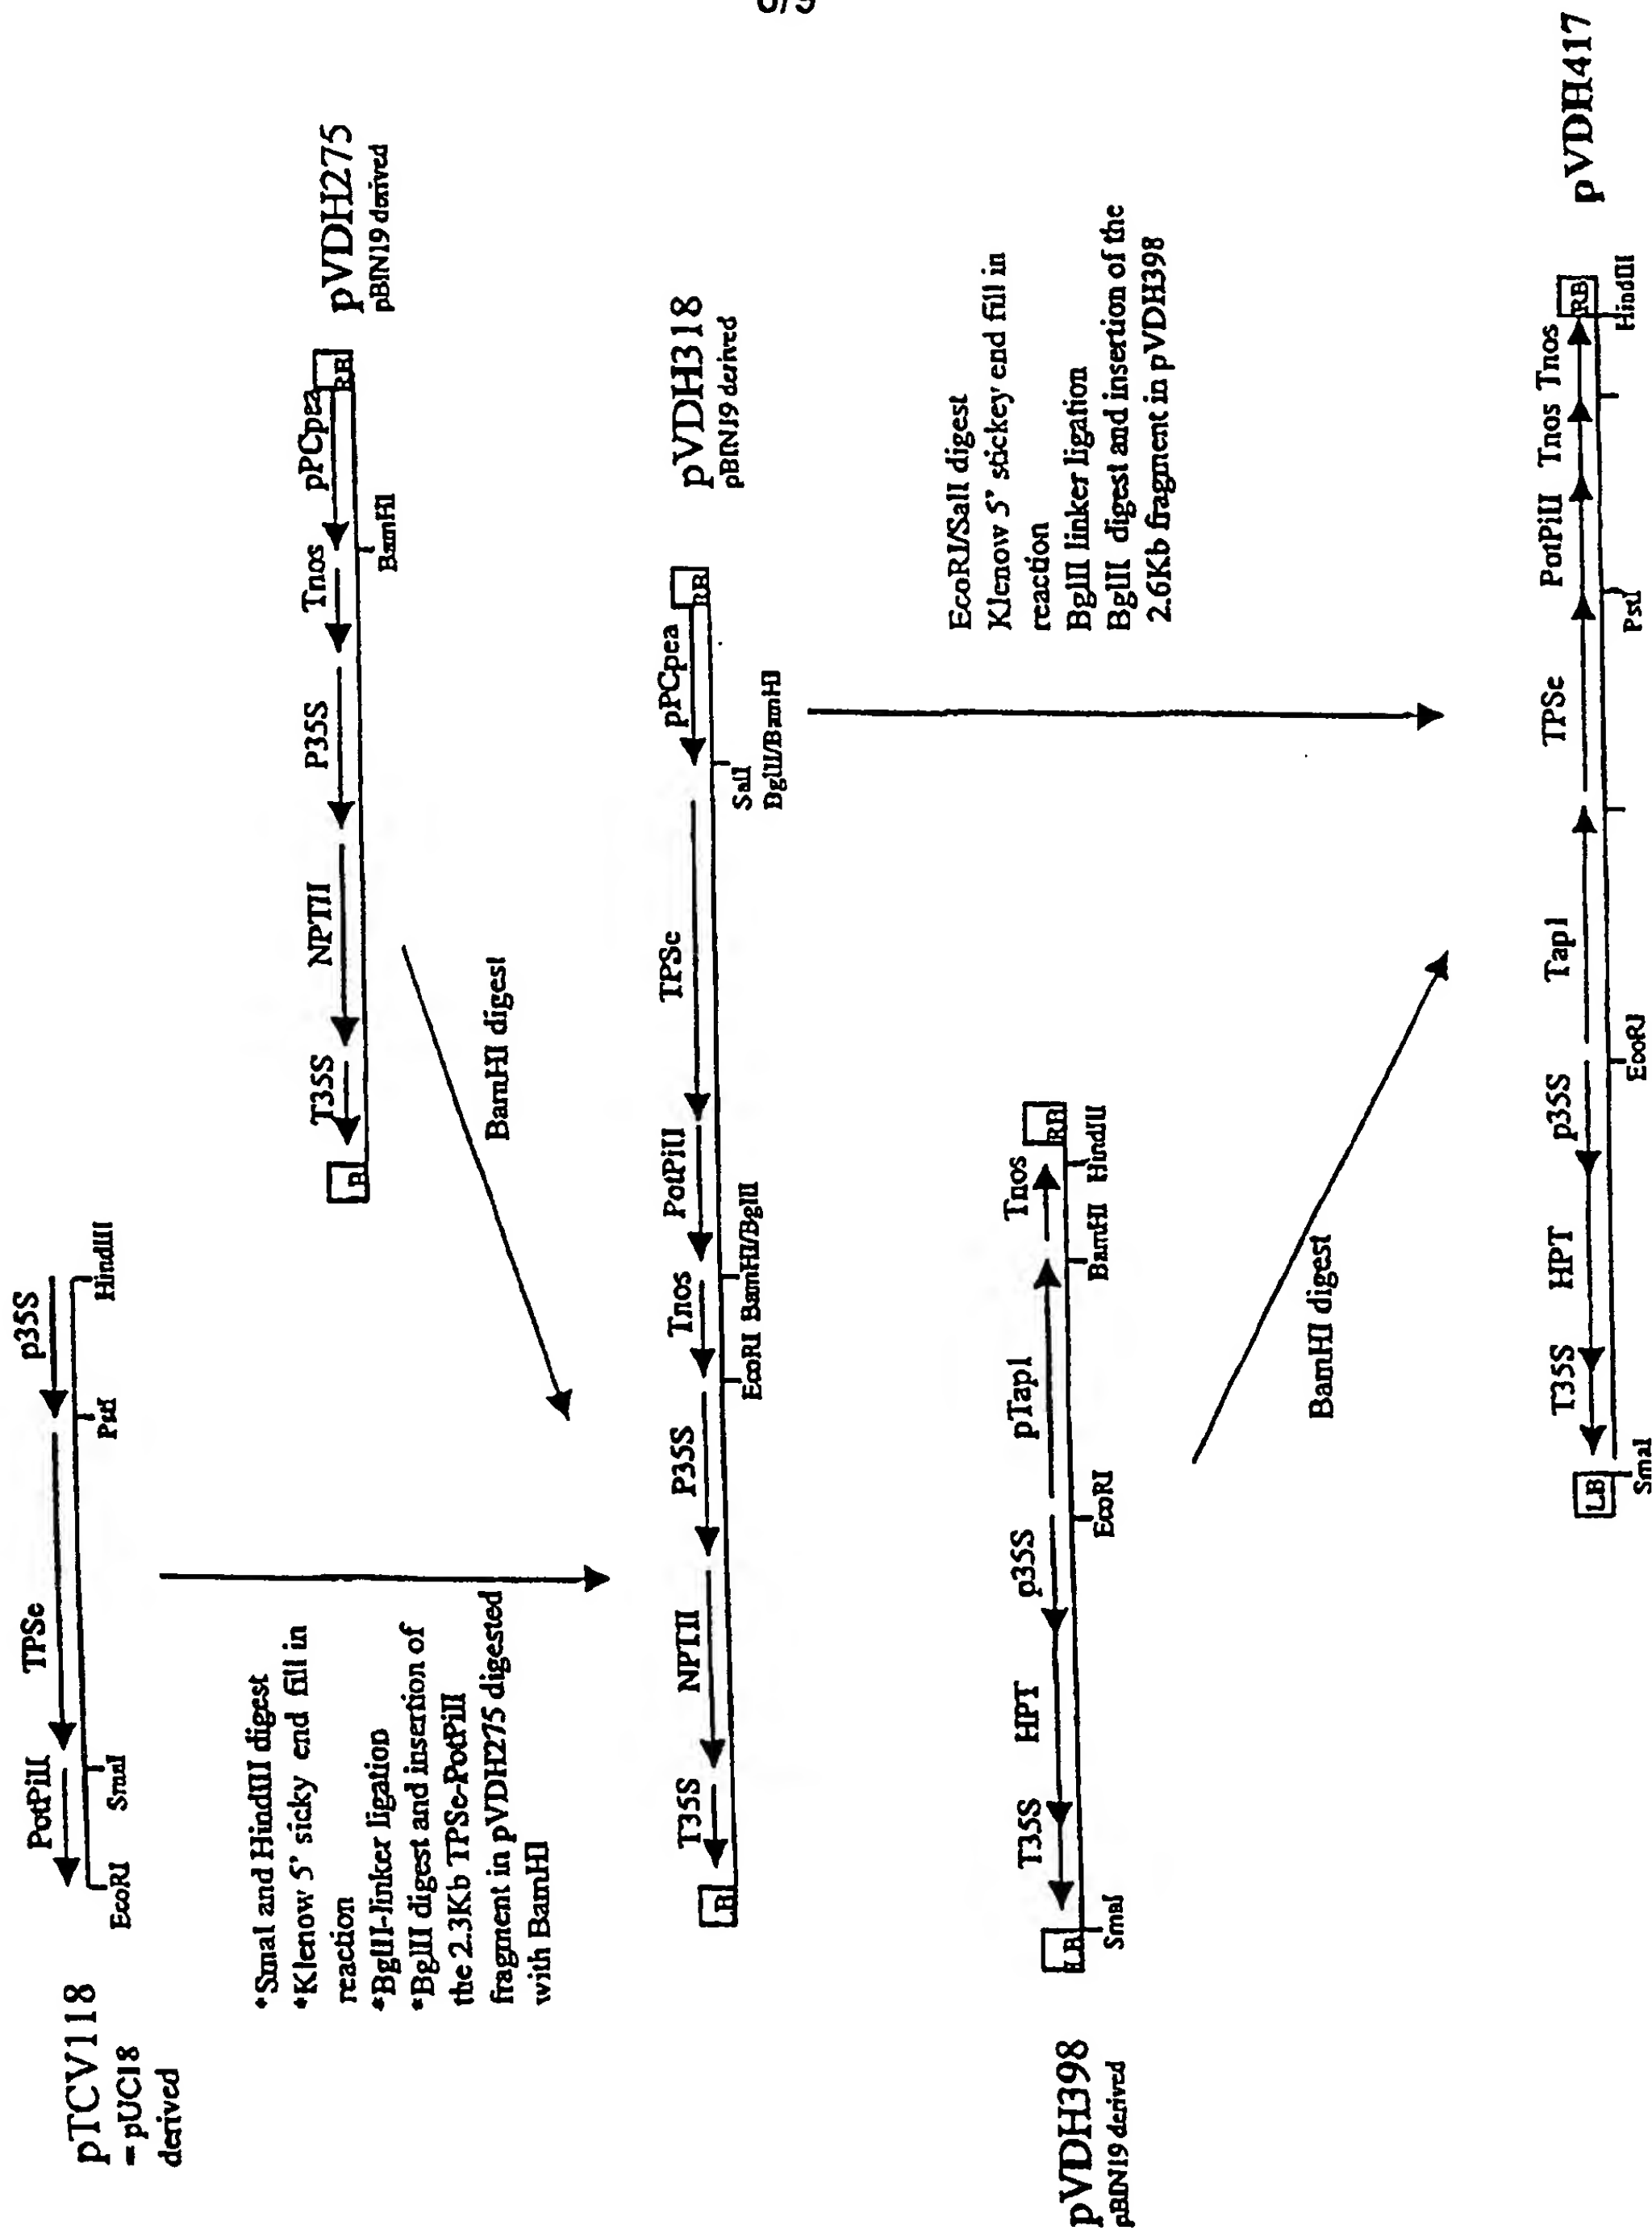 6/9
pTCV118
= pUC18
derived
PotPiII TPSe p35S
EcoRI SmaI PstI HindIII
pVDH275
pBIN19 derived
LB T35S NPTII P35S Tnos pPCpea RB
BamHI
*SmaI and HindIII digest
*Klenow 5' sicky end fill in
reaction
*BglII-linker ligation
*BglII digest and insertion of
the 2.3Kb TPSe-PotPiII
fragment in pVDH275 digested
with BamHI
BamHI digest
pVDH318
pBIN19 derived
LB T35S NPTII P35S Tnos PotPiII TPSe pPCpea RB
EcoRI BamHI/BglII SalI
BglII/BamHI
EcoRI/SalI digest
Klenow 5' stickey end fill in
reaction
BglII linker ligation
BglII digest and insertion of the
2.6Kb fragment in pVDH398
pVDH398
pBIN19 derived
LB T35S HPT p35S pTap1 Tnos RB
SmaI EcoRI BamHI HindIII
BamHI digest
pVDH417
LB T35S HPT p35S Tap1 TPSe PotPiII Tnos Tnos RB
SmaI EcoRI PstI HindIII